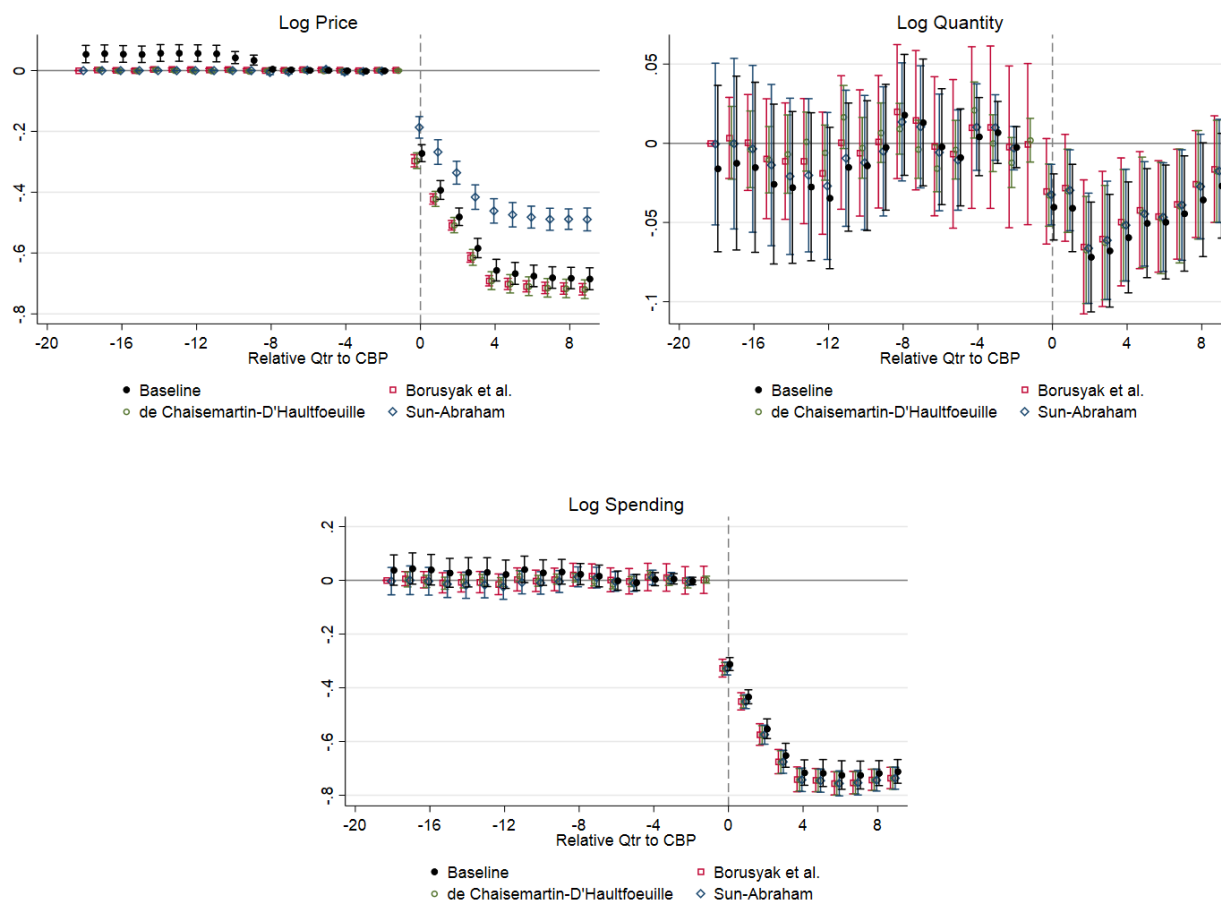 Log Price
0
-.2
-.4
-.6
-.8
-20 -16 -12 -8 -4 0 4 8
Relative Qtr to CBP
Baseline Borusyak et al.
de Chaisemartin-D'Haultfoeuille Sun-Abraham
Log Quantity
.05
0
-.05
-.1
-20 -16 -12 -8 -4 0 4 8
Relative Qtr to CBP
Baseline Borusyak et al.
de Chaisemartin-D'Haultfoeuille Sun-Abraham
Log Spending
.2
0
-.2
-.4
-.6
-.8
-20 -16 -12 -8 -4 0 4 8
Relative Qtr to CBP
Baseline Borusyak et al.
de Chaisemartin-D'Haultfoeuille Sun-Abraham